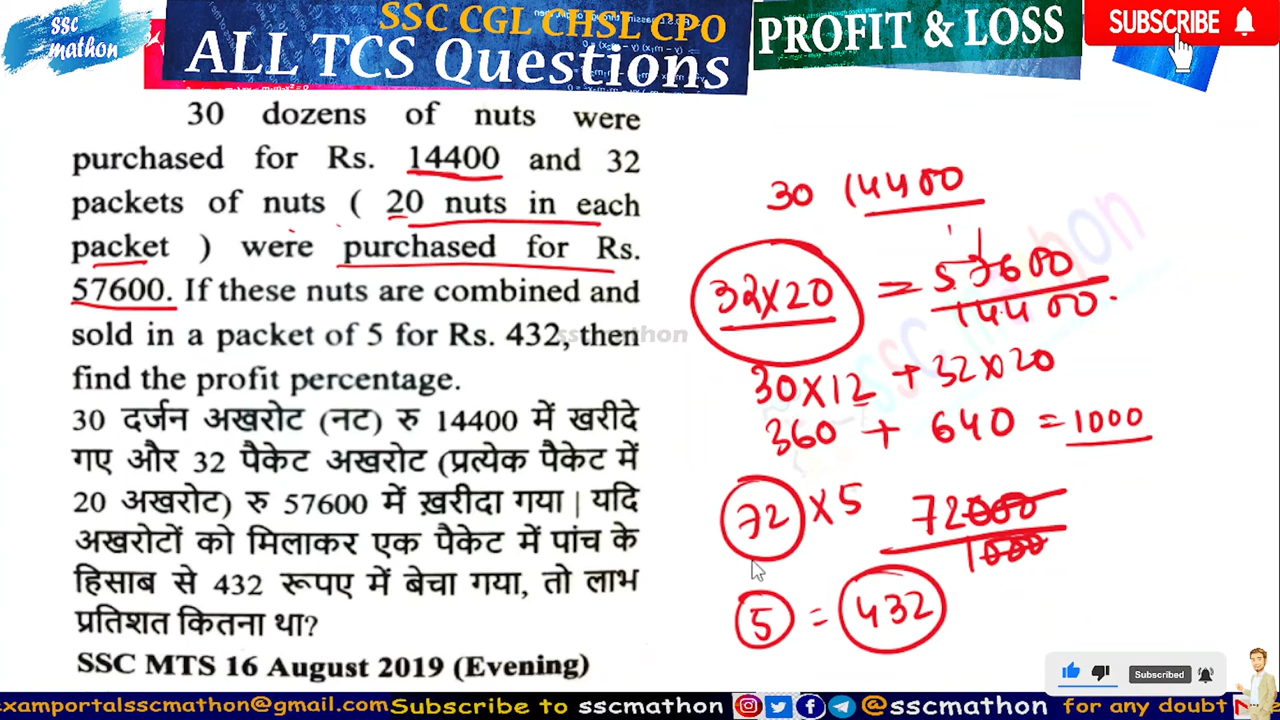 ssc
mathon
SSC CGL CHSL CPO
ALL TCS Questions
PROFIT & LOSS
SUBSCRIBE
30 dozens of nuts were
purchased for Rs. 14400 and 32
packets of nuts ( 20 nuts in each
packet ) were purchased for Rs.
57600. If these nuts are combined and
sold in a packet of 5 for Rs. 432, then
find the profit percentage.
30 दर्जन अखरोट (नट) रु 14400 में खरीदे
गए और 32 पैकेट अखरोट (प्रत्येक पैकेट में
20 अखरोट) रु 57600 में ख़रीदा गया | यदि
अखरोटों को मिलाकर एक पैकेट में पांच के
हिसाब से 432 रूपए में बेचा गया, तो लाभ
प्रतिशत कितना था?
SSC MTS 16 August 2019 (Evening)
sscmathon
30 14400
32×20 = 57600
14400
30×12 + 32×20
360 + 640 = 1000
72 ×5 72000
1000
5 = 432
Subscribed
examportalsscmathon@gmail.com Subscribe to sscmathon @sscmathon for any doubt